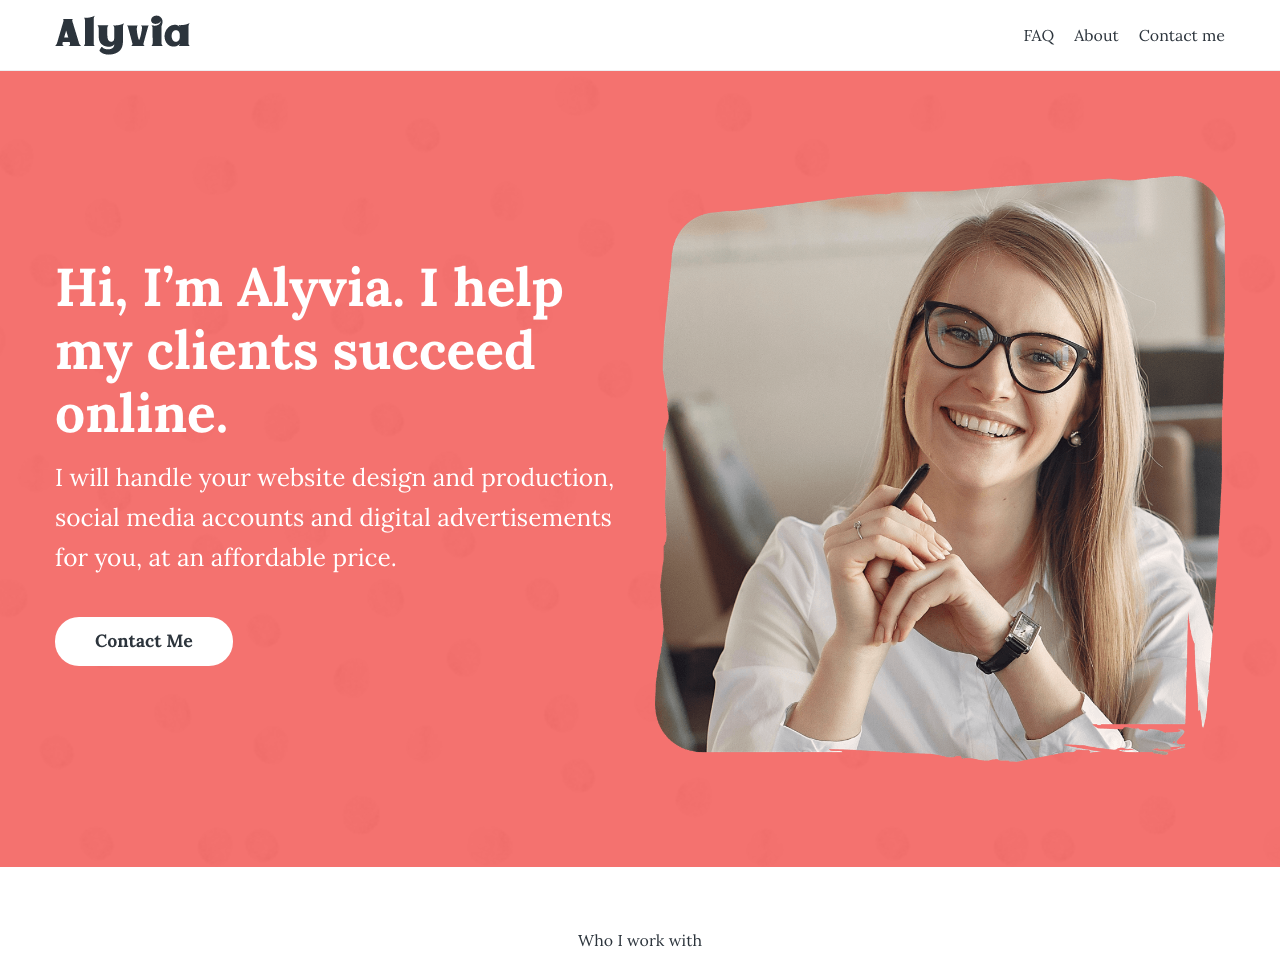 Alyvia
FAQ About Contact me
Hi, I’m Alyvia. I help
my clients succeed
online.
I will handle your website design and production,
social media accounts and digital advertisements
for you, at an affordable price.
Contact Me
Who I work with